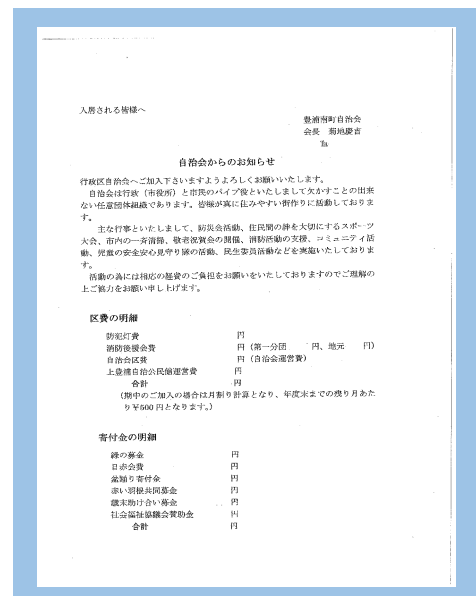 入居される皆様へ
豊浦南町自治会
会長　菊地慶吉
℡
自治会からのお知らせ
行政区自治会へご加入下さいますようよろしくお願いいたします。
自治会は行政（市役所）と市民のパイプ役といたしまして欠かすことの出来
ない任意団体組織であります。皆様が真に住みやすい街作りに活動しておりま
す。
主な行事といたしまして、防災会活動、住民間の絆を大切にするスポーツ
大会、市内の一斉清掃、敬老祝賀会の開催、消防活動の支援、コミュニティ活
動、児童の安全安心見守り隊の活動、民生委員活動などを実施いたしておりま
す。
活動の為には相応の経費のご負担をお願いをいたしておりますのでご理解の
上ご協力をお願い申し上げます。
区費の明細
防犯灯費　円
消防後援会費　円（第一分団　円、地元　円）
自治会区費　円（自治会運営費）
上豊浦自治公民館運営費　円
合計　円
（期中のご加入の場合は月割り計算となり、年度末までの残り月あた
り￥500円となります。）
寄付金の明細
緑の募金　円
日赤会費　円
盆踊り寄付金　円
赤い羽根共同募金　円
歳末助け合い募金　円
社会福祉協議会賛助金　円
合計　円